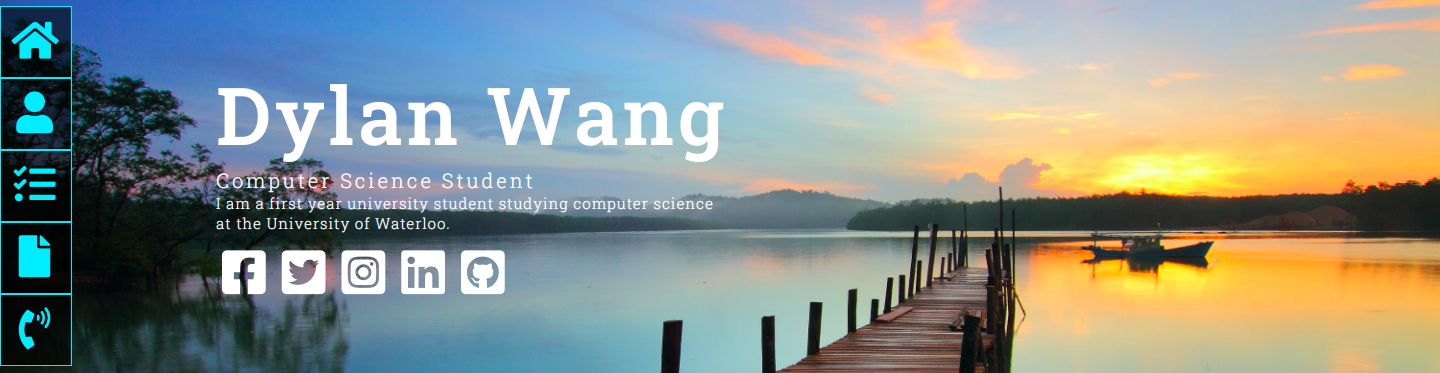 Dylan Wang
Computer Science Student
I am a first year university student studying computer science
at the University of Waterloo.